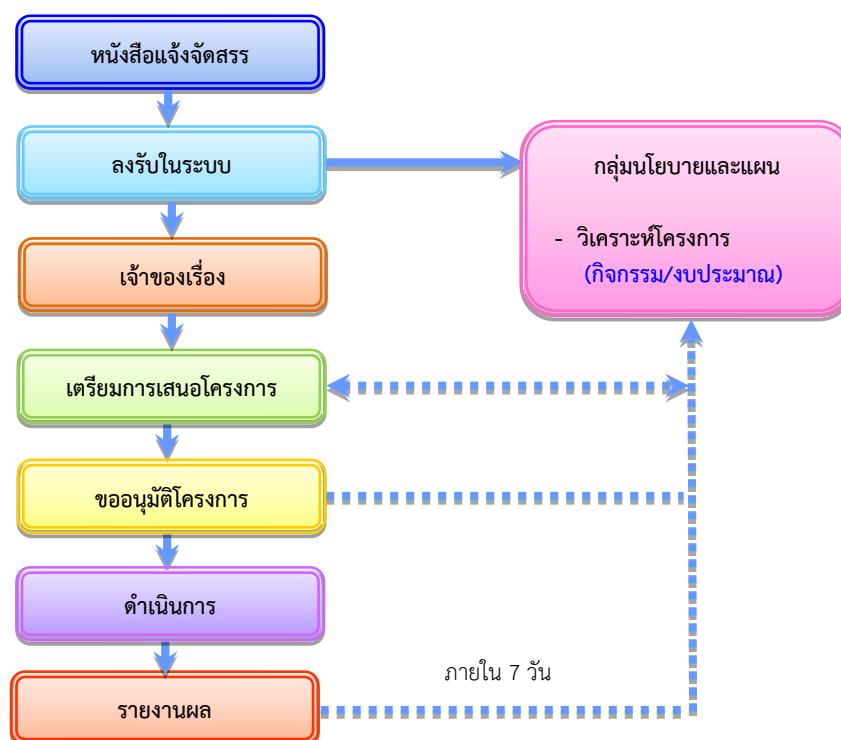 หนังสือแจ้งจัดสรร
ลงรับในระบบ
กลุ่มนโยบายและแผน
- วิเคราะห์โครงการ
(กิจกรรม/งบประมาณ)
เจ้าของเรื่อง
เตรียมการเสนอโครงการ
ขออนุมัติโครงการ
ดำเนินการ
ภายใน 7 วัน
รายงานผล